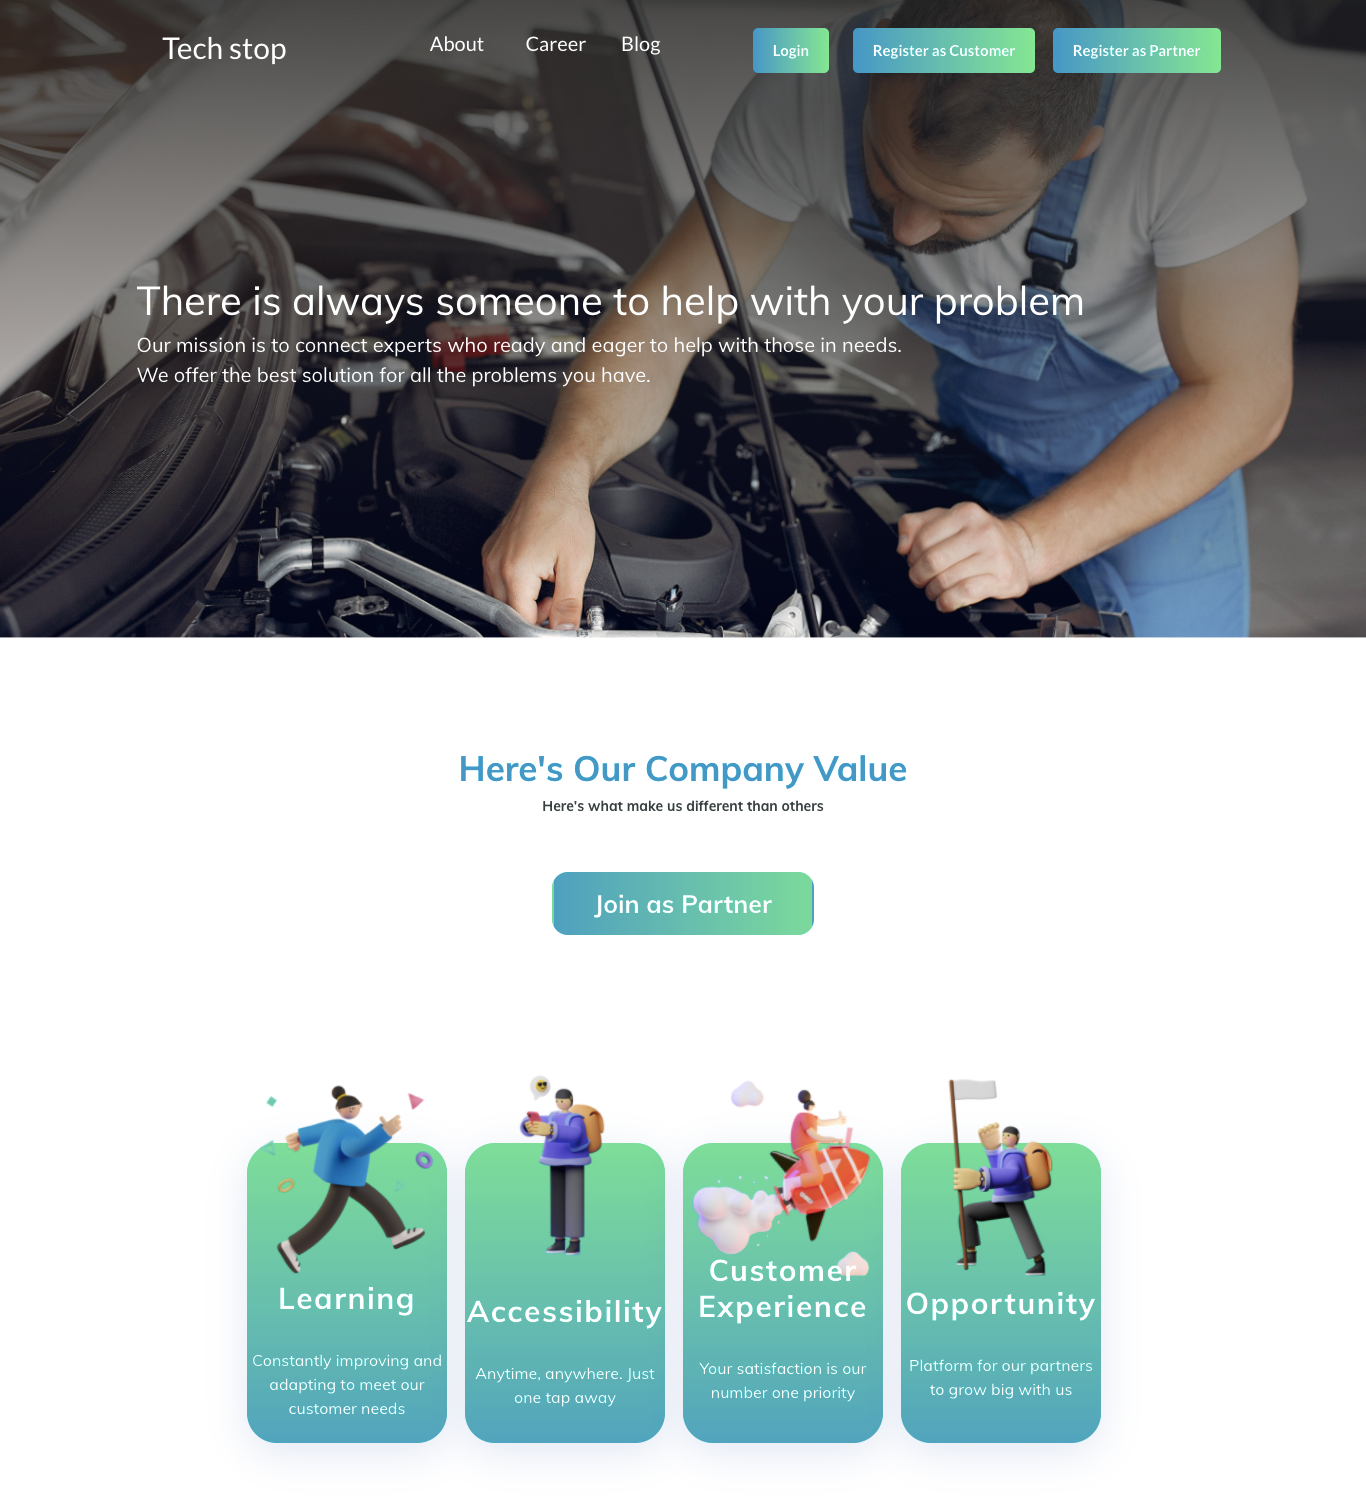 Tech stop
About
Career
Blog
Login
Register as Customer
Register as Partner
There is always someone to help with your problem
Our mission is to connect experts who ready and eager to help with those in needs.
We offer the best solution for all the problems you have.
Here's Our Company Value
Here's what make us different than others
Join as Partner
Learning
Constantly improving and
adapting to meet our
customer needs
Accessibility
Anytime, anywhere. Just
one tap away
Customer
Experience
Your satisfaction is our
number one priority
Opportunity
Platform for our partners
to grow big with us